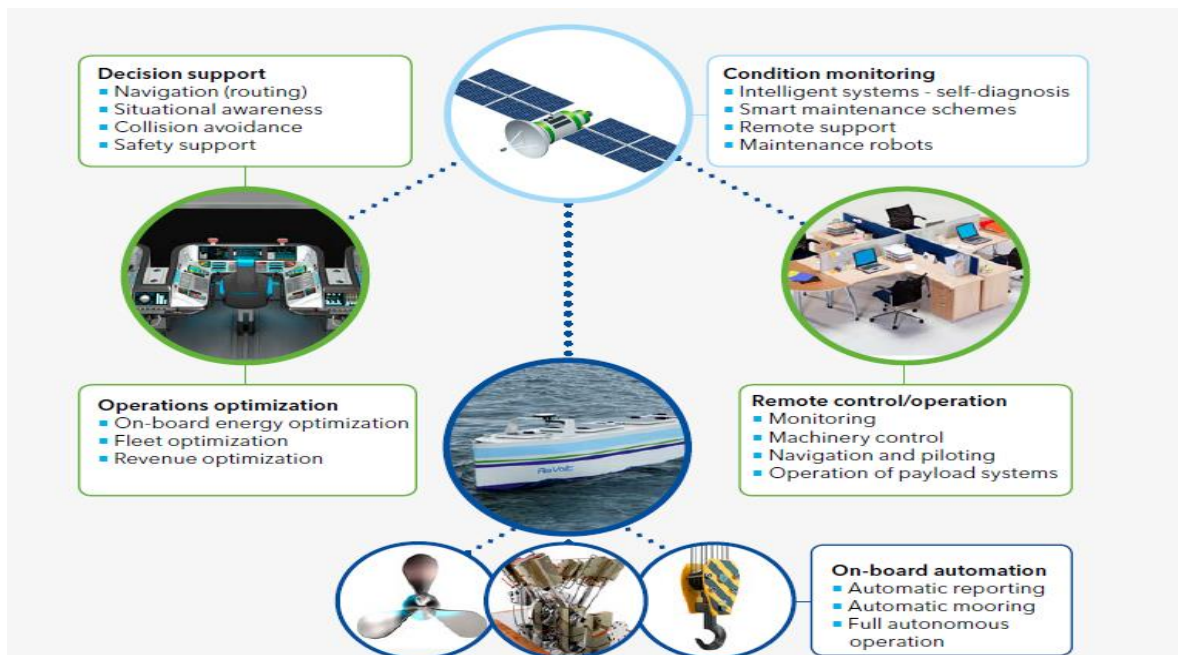 Decision support
Navigation (routing)
Situational awareness
Collision avoidance
Safety support
Condition monitoring
Intelligent systems - self-diagnosis
Smart maintenance schemes
Remote support
Maintenance robots
Operations optimization
On-board energy optimization
Fleet optimization
Revenue optimization
ReVolt
Remote control/operation
Monitoring
Machinery control
Navigation and piloting
Operation of payload systems
On-board automation
Automatic reporting
Automatic mooring
Full autonomous
operation